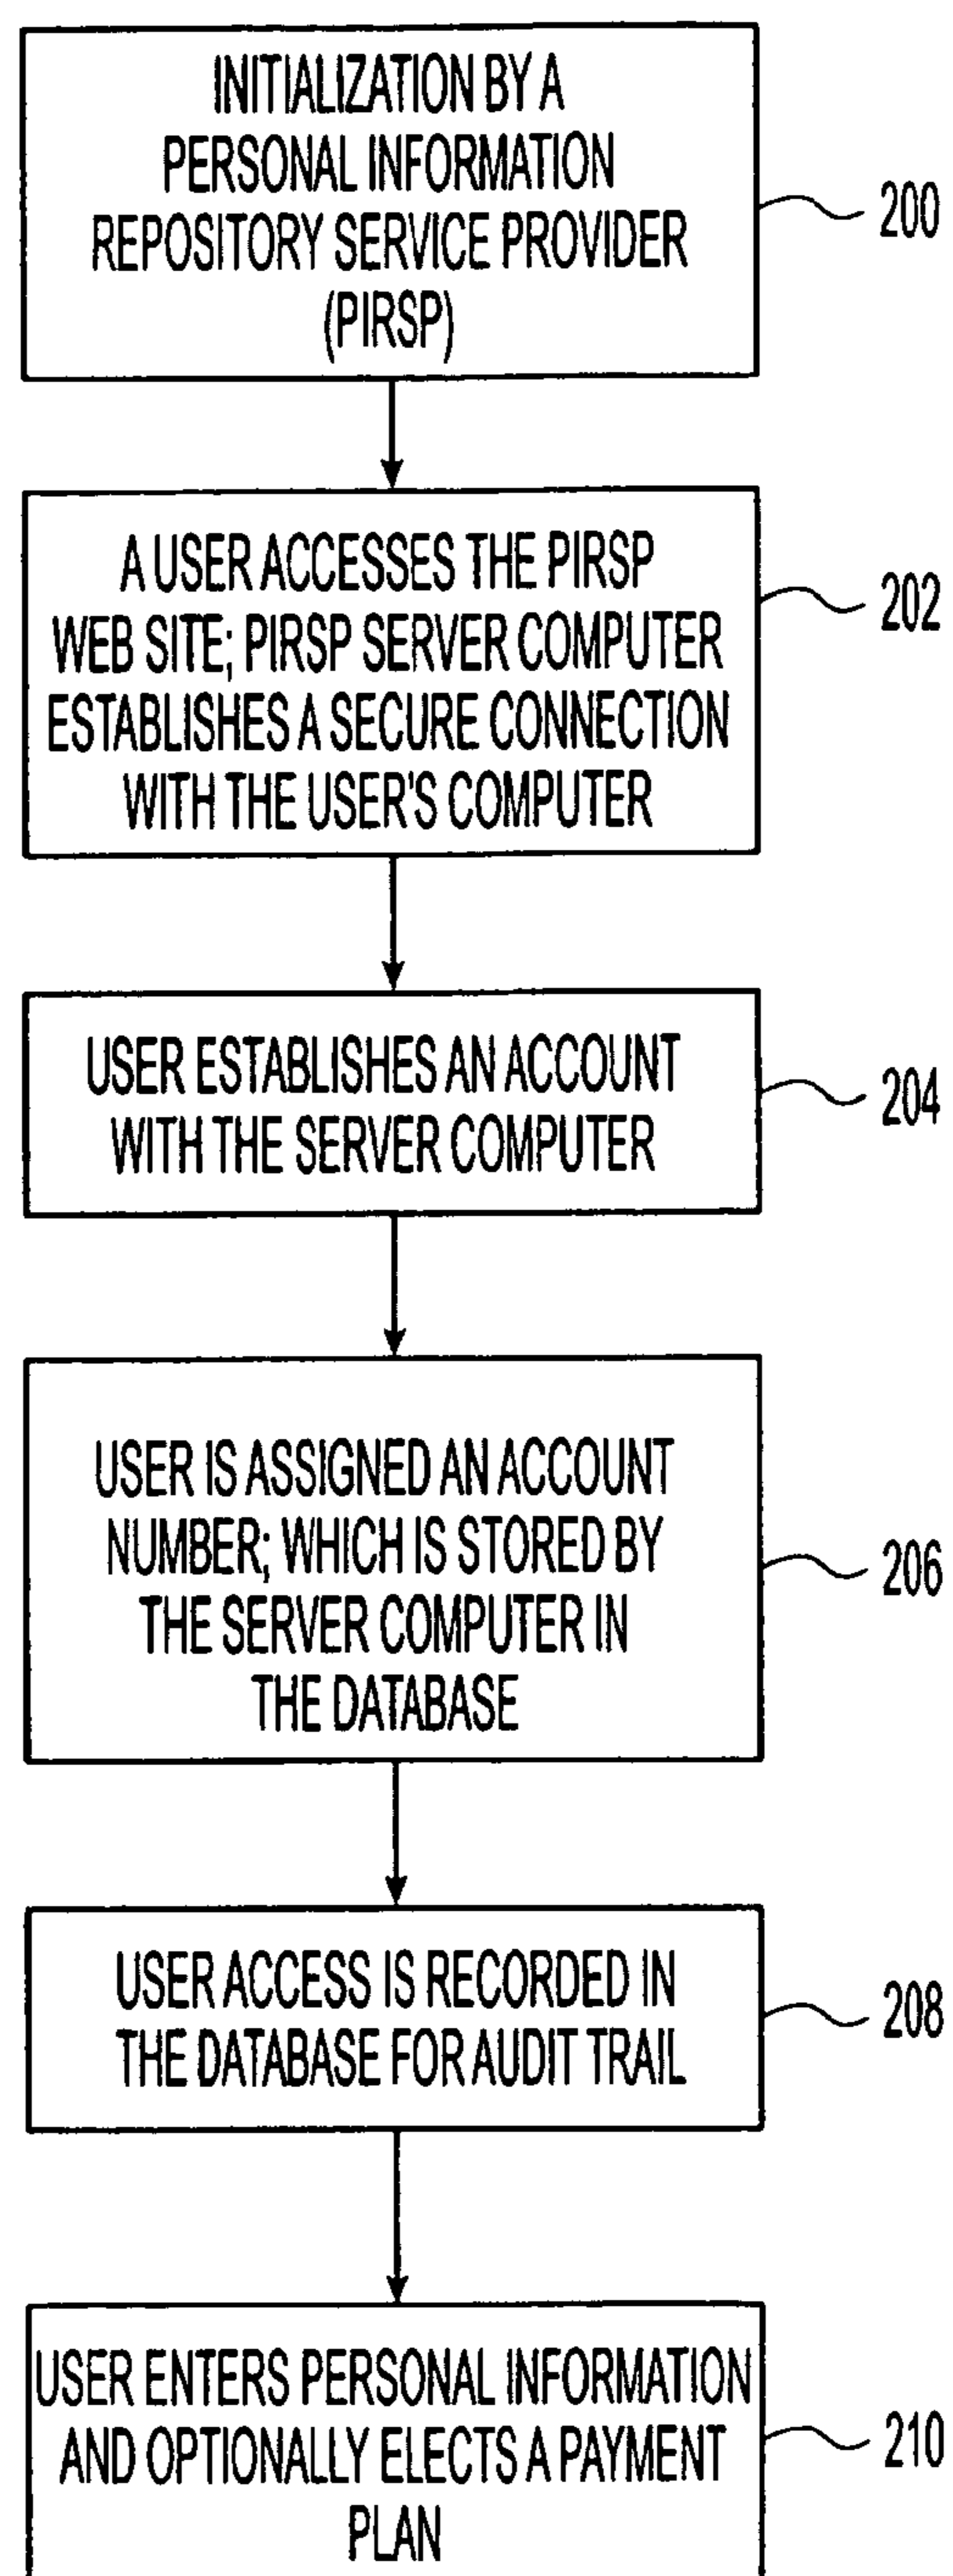 INITIALIZATION BY A
PERSONAL INFORMATION
REPOSITORY SERVICE PROVIDER
(PIRSP)
200
A USER ACCESSES THE PIRSP
WEB SITE; PIRSP SERVER COMPUTER
ESTABLISHES A SECURE CONNECTION
WITH THE USER'S COMPUTER
202
USER ESTABLISHES AN ACCOUNT
WITH THE SERVER COMPUTER
204
USER IS ASSIGNED AN ACCOUNT
NUMBER; WHICH IS STORED BY
THE SERVER COMPUTER IN
THE DATABASE
206
USER ACCESS IS RECORDED IN
THE DATABASE FOR AUDIT TRAIL
208
USER ENTERS PERSONAL INFORMATION
AND OPTIONALLY ELECTS A PAYMENT
PLAN
210